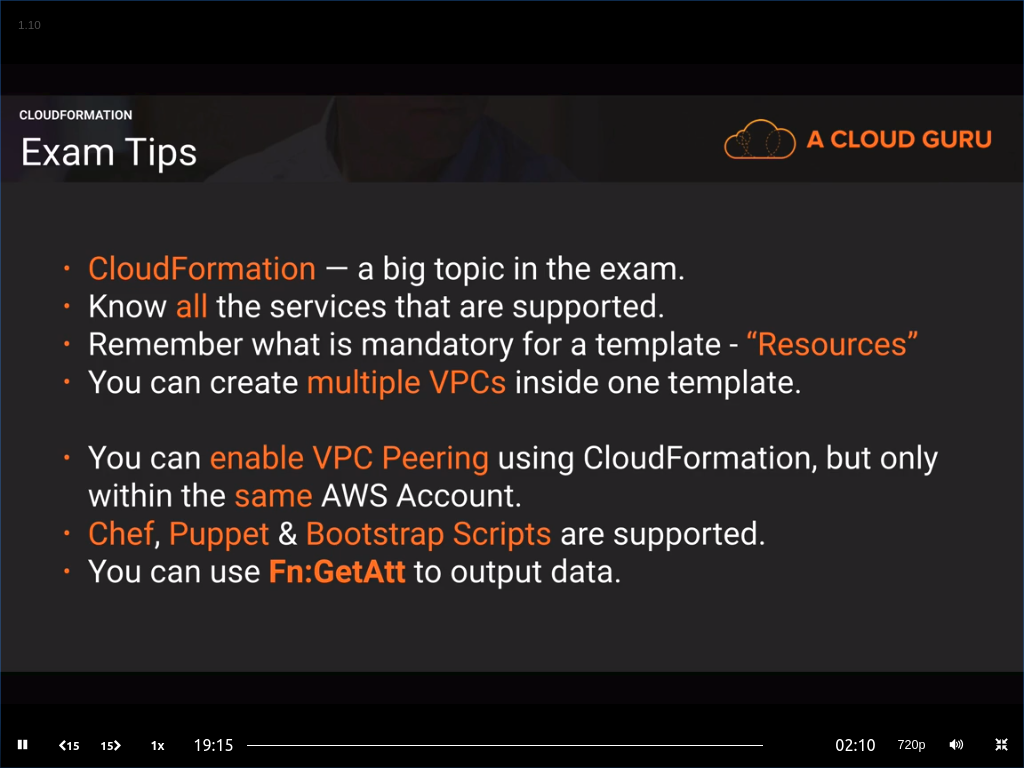 1.10
CLOUDFORMATION
Exam Tips
A CLOUD GURU
• CloudFormation – a big topic in the exam.
• Know all the services that are supported.
• Remember what is mandatory for a template - “Resources”
• You can create multiple VPCs inside one template.
• You can enable VPC Peering using CloudFormation, but only
within the same AWS Account.
• Chef, Puppet & Bootstrap Scripts are supported.
• You can use Fn:GetAtt to output data.
15 15 1x 19:15 02:10 720p